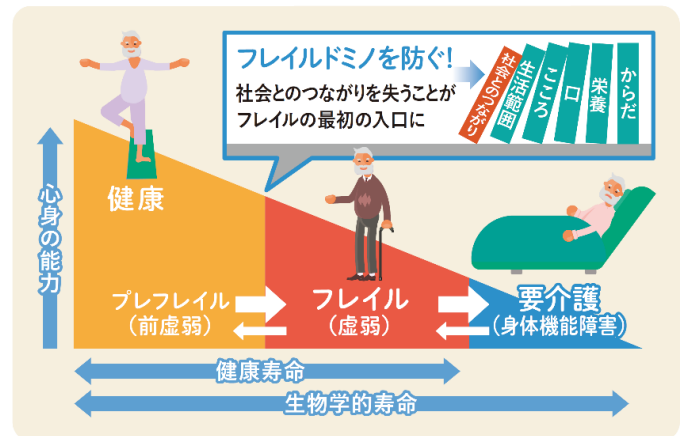 フレイルドミノを防ぐ!
社会とのつながりを失うことが
フレイルの最初の入口に
社会とのつながり
生活範囲
こころ
口
栄養
からだ
心身の能力
健康
プレフレイル
（前虚弱）
フレイル
（虚弱）
要介護
（身体機能障害）
健康寿命
生物学的寿命